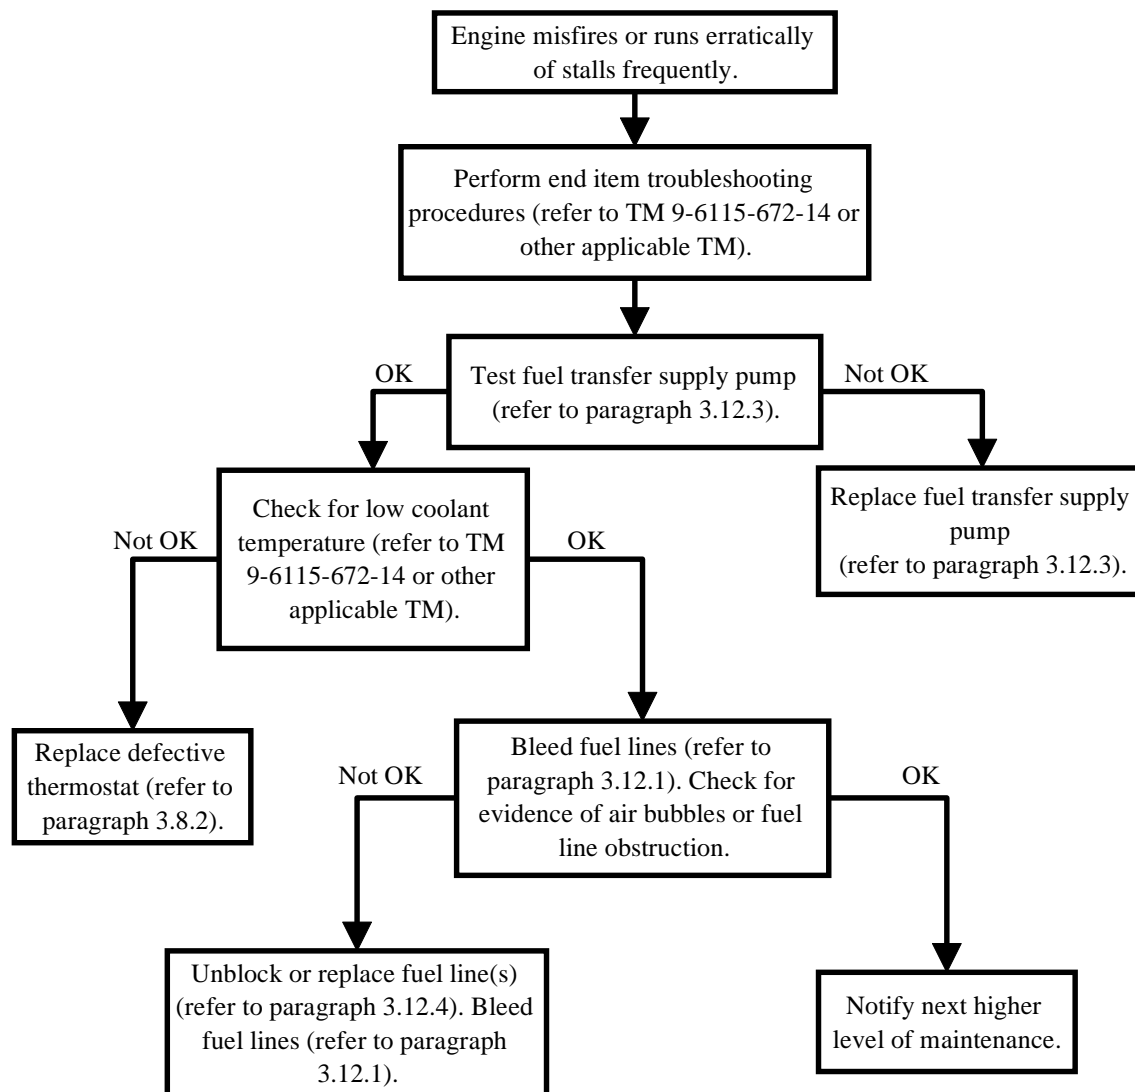 Engine misfires or runs erratically
of stalls frequently.
Perform end item troubleshooting
procedures (refer to TM 9-6115-672-14 or
other applicable TM).
OK
Test fuel transfer supply pump
(refer to paragraph 3.12.3).
Not OK
Replace fuel transfer supply
pump
(refer to paragraph 3.12.3).
Not OK
Check for low coolant
temperature (refer to TM
9-6115-672-14 or other
applicable TM).
OK
Replace defective
thermostat (refer to
paragraph 3.8.2).
Not OK
Bleed fuel lines (refer to
paragraph 3.12.1). Check for
evidence of air bubbles or fuel
line obstruction.
OK
Unblock or replace fuel line(s)
(refer to paragraph 3.12.4). Bleed
fuel lines (refer to paragraph
3.12.1).
Notify next higher
level of maintenance.